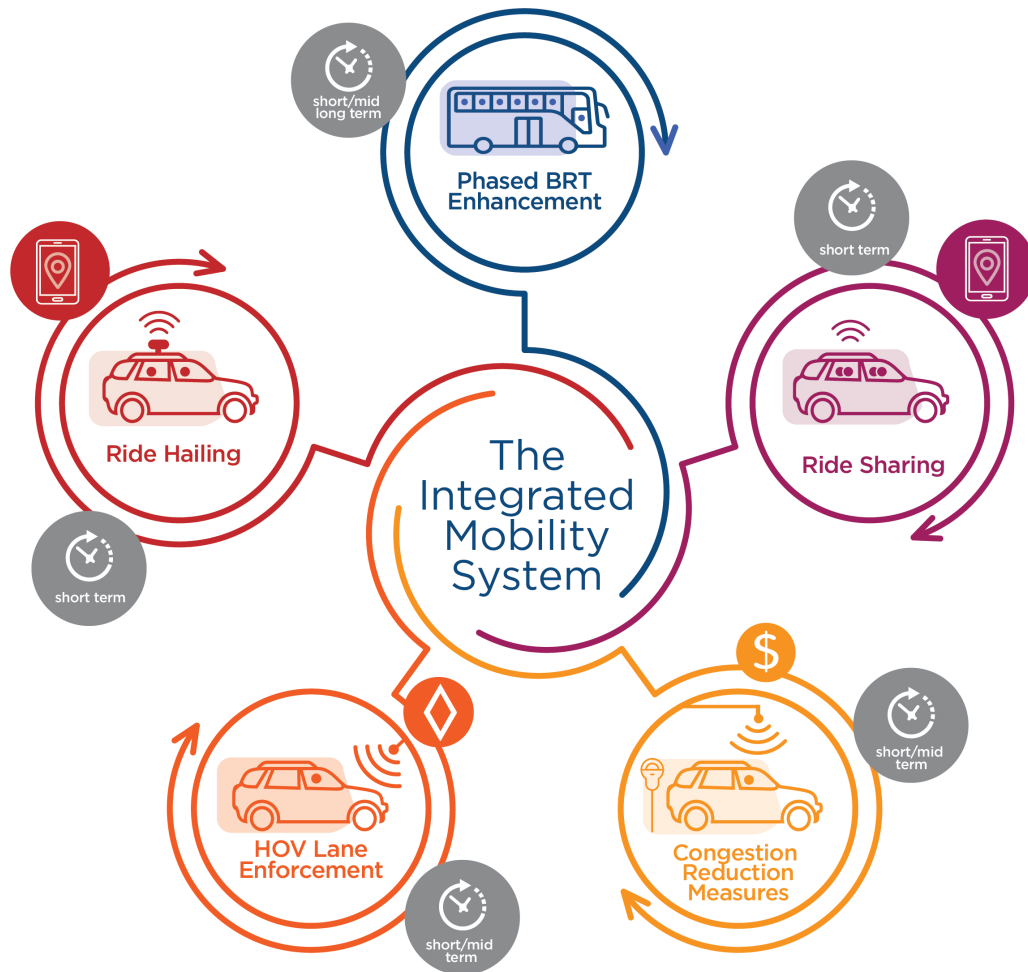 short/mid
long term
Phased BRT
Enhancement
short term
Ride Hailing
short term
Ride Sharing
The
Integrated
Mobility
System
$
HOV Lane
Enforcement
short/mid
term
Congestion
Reduction
Measures
short/mid
term